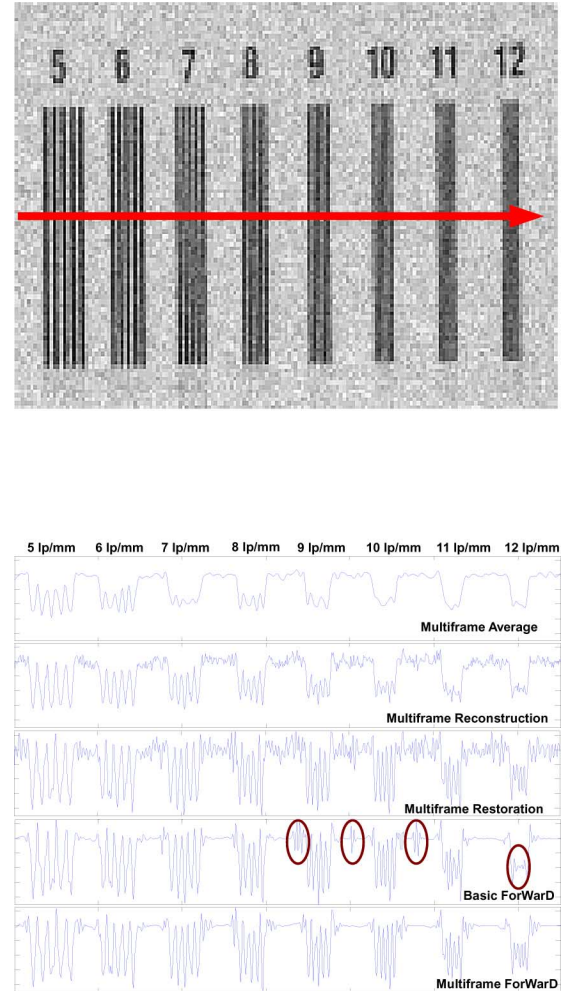 5 6 7 8 9 10 11 12
5 lp/mm 6 lp/mm 7 lp/mm 8 lp/mm 9 lp/mm 10 lp/mm 11 lp/mm 12 lp/mm
Multiframe Average
Multiframe Reconstruction
Multiframe Restoration
Basic ForWarD
Multiframe ForWarD